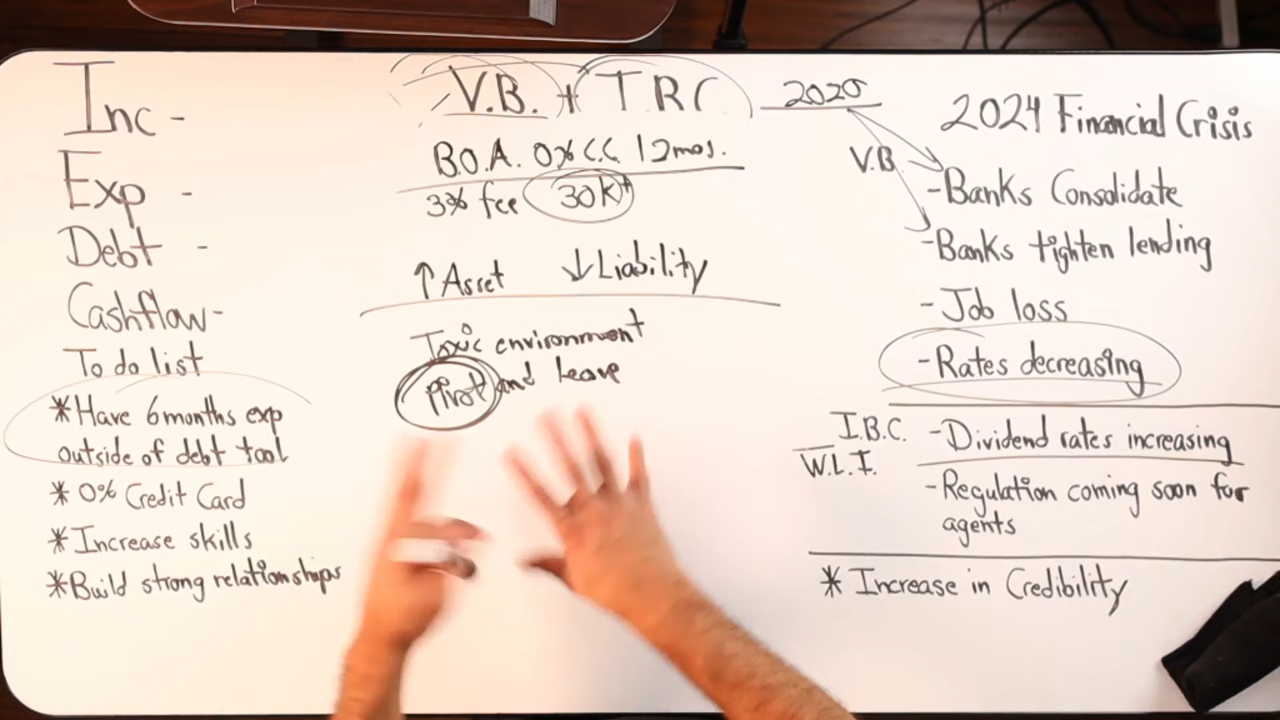 Inc -
Exp -
Debt -
Cashflow-
To do list
*Have 6 months exp
outside of debt tool
* 0% Credit Card
*Increase skills
*Build strong relationships
V.B. + T.R.C
B.O.A. 0% C.C. 12mos.
3% fee 30K+
↑ Asset ↓ Liability
Toxic environment
Pivot and leave
2020
V.B.
2024 Financial Crisis
-Banks Consolidate
-Banks tighten lending
-Job loss
-Rates decreasing
I.B.C. -Dividend rates increasing
W.L.I.
-Regulation coming soon for
agents
* Increase in Credibility